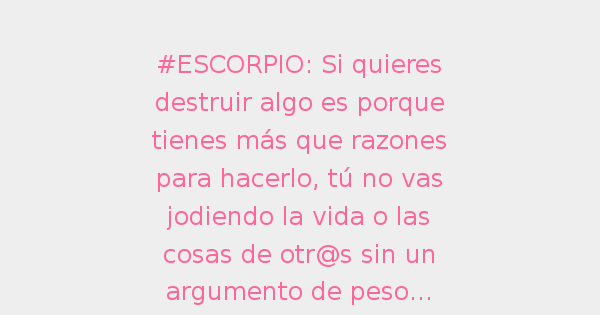 #ESCORPIO: Si quieres
destruir algo es porque
tienes más que razones
para hacerlo, tú no vas
jodiendo la vida o las
cosas de otr@s sin un
argumento de peso...